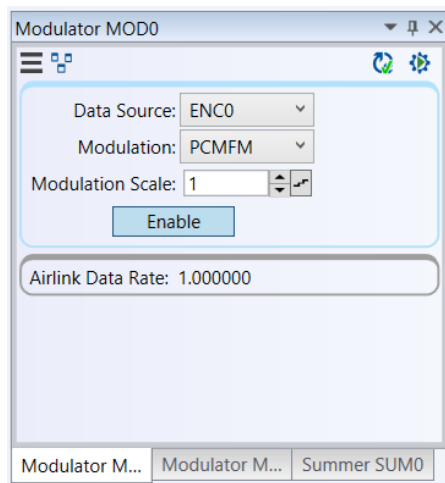 Modulator MOD0
Data Source: ENC0
Modulation: PCMFM
Modulation Scale: 1
Enable
Airlink Data Rate: 1.000000
Modulator M... Modulator M... Summer SUM0